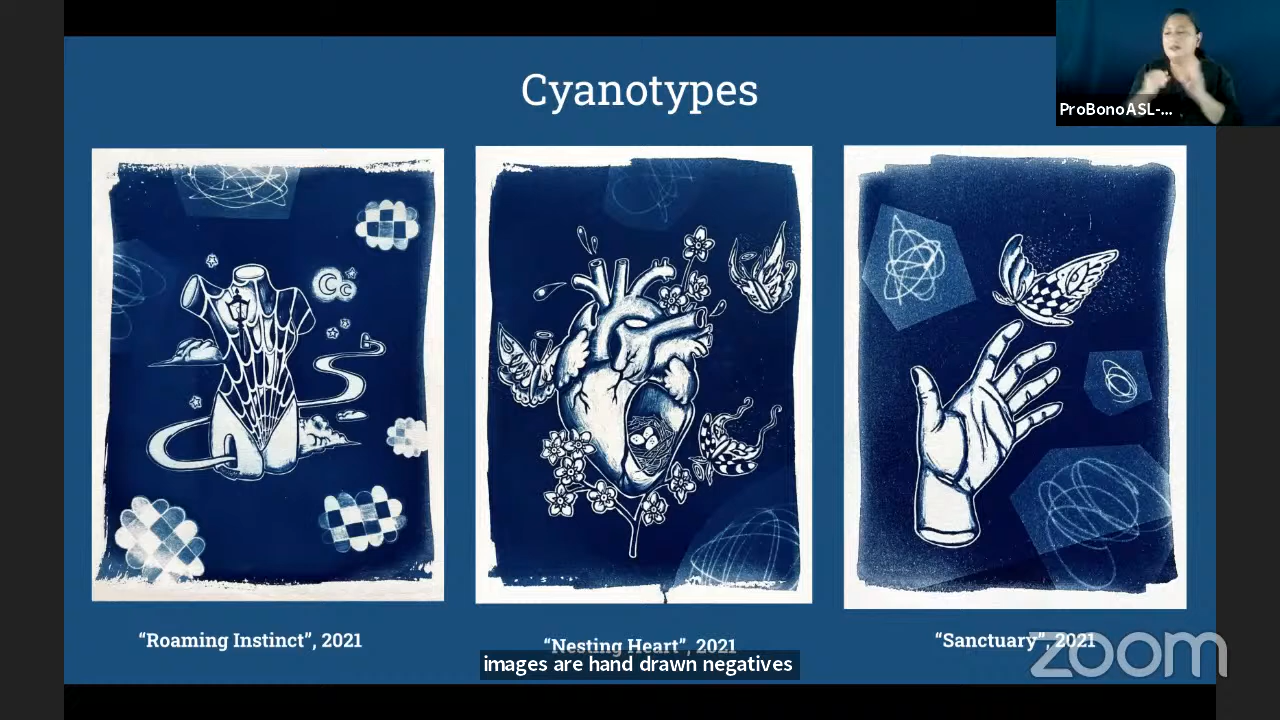 Cyanotypes
ProBonoASL-...
“Roaming Instinct”, 2021
“Nesting Heart”, 2021
“Sanctuary”, 2021
images are hand drawn negatives
zoom